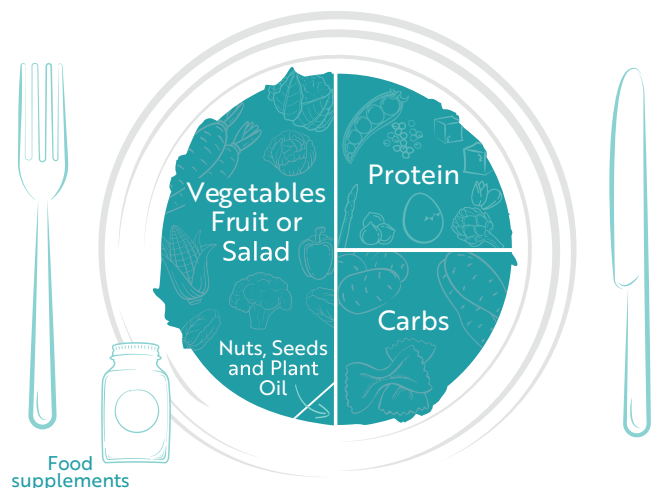 Vegetables
Fruit or
Salad
Protein
Carbs
Nuts, Seeds
and Plant
Oil
Food
supplements